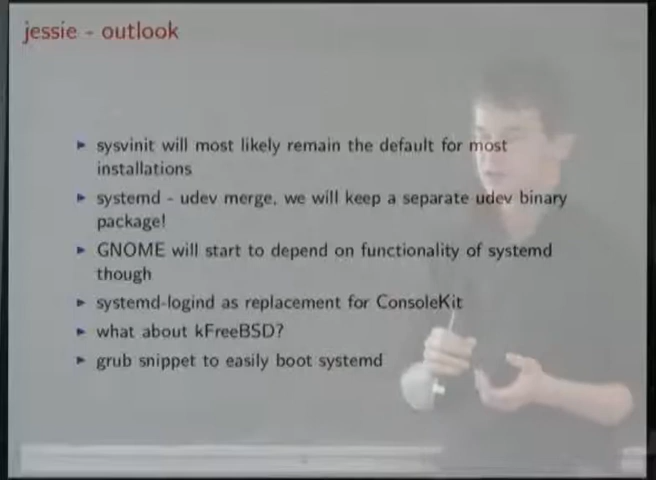 jessie - outlook
sysvinit will most likely remain the default for most
installations
systemd - udev merge, we will keep a separate udev binary
package!
GNOME will start to depend on functionality of systemd
though
systemd-logind as replacement for ConsoleKit
what about kFreeBSD?
grub snippet to easily boot systemd